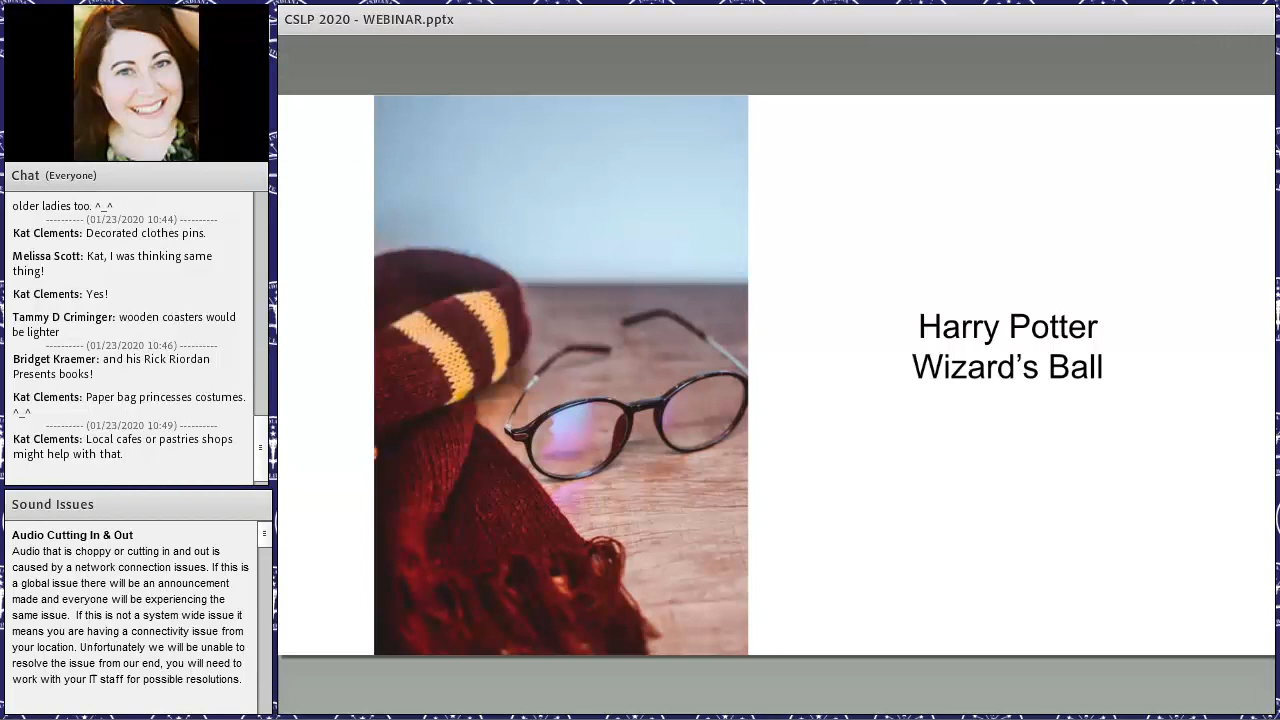 CSLP 2020 - WEBINAR.pptx
Chat (Everyone)
older ladies too. ^_^
---------- (01/23/2020 10:44) ----------
Kat Clements: Decorated clothes pins.
Melissa Scott: Kat, I was thinking same
thing!
Kat Clements: Yes!
Tammy D Criminger: wooden coasters would
be lighter
---------- (01/23/2020 10:46) ----------
Bridget Kraemer: and his Rick Riordan
Presents books!
Kat Clements: Paper bag princesses costumes.
^_^
---------- (01/23/2020 10:49) ----------
Kat Clements: Local cafes or pastries shops
might help with that.
Sound Issues
Audio Cutting In & Out
Audio that is choppy or cutting in and out is
caused by a network connection issues. If this is
a global issue there will be an announcement
made and everyone will be experiencing the
same issue.  If this is not a system wide issue it
means you are having a connectivity issue from
your location. Unfortunately we will be unable to
resolve the issue from our end, you will need to
work with your IT staff for possible resolutions.
Harry Potter
Wizard’s Ball